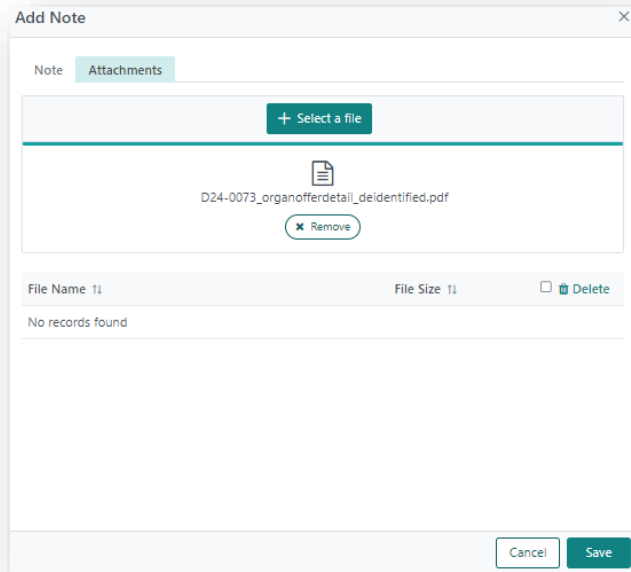 Add Note ×
Note Attachments
+ Select a file
D24-0073_organofferdetail_deidentified.pdf
× Remove
File Name ↑↓ File Size ↑↓ Delete
No records found
Cancel Save